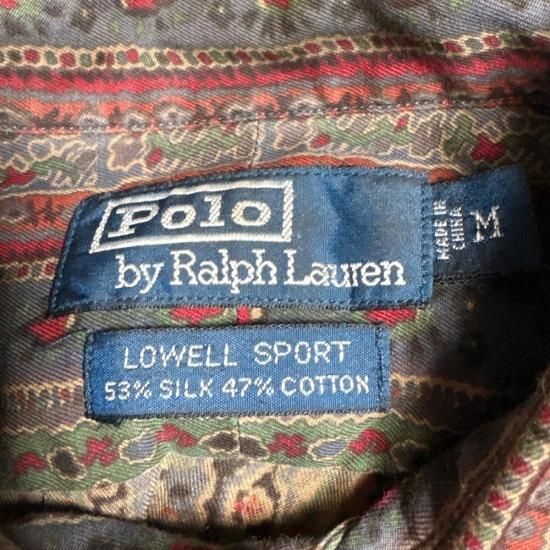 Polo
by Ralph Lauren
MADE IN
CHINA
M
LOWELL SPORT
53% SILK 47% COTTON